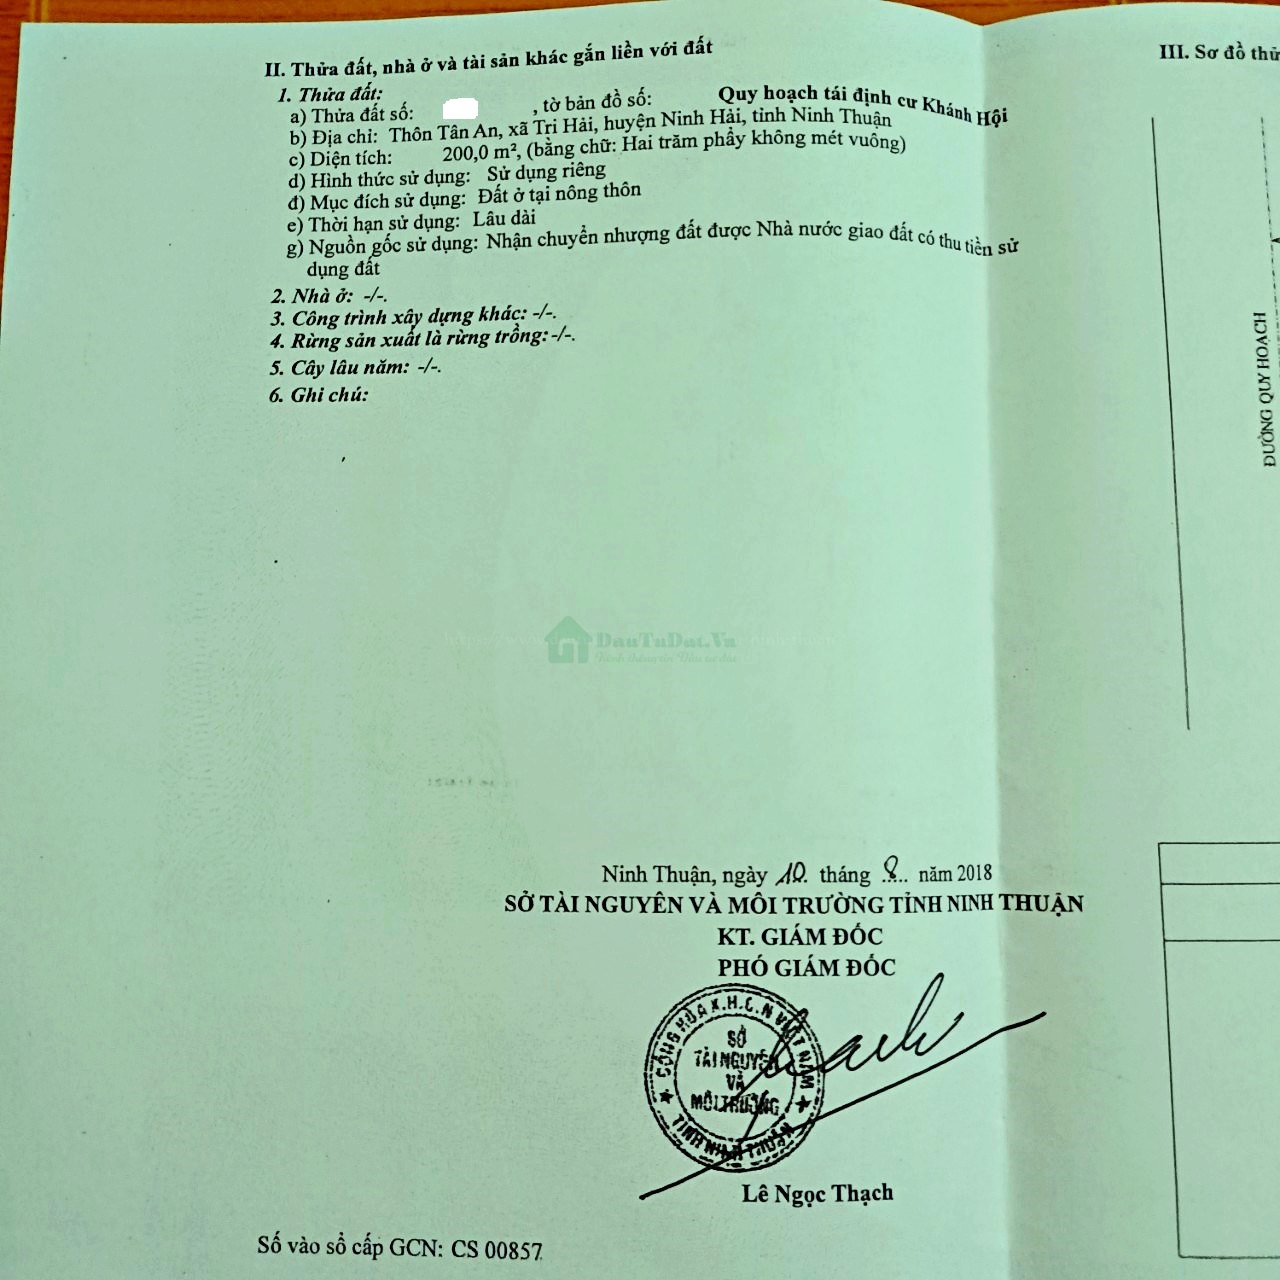 II. Thửa đất, nhà ở và tài sản khác gắn liền với đất
1. Thửa đất:
a) Thửa đất số: , tờ bản đồ số: Quy hoạch tái định cư Khánh Hội
b) Địa chỉ: Thôn Tân An, xã Tri Hải, huyện Ninh Hải, tỉnh Ninh Thuận
c) Diện tích: 200,0 m², (bằng chữ: Hai trăm phẩy không mét vuông)
d) Hình thức sử dụng: Sử dụng riêng
đ) Mục đích sử dụng: Đất ở tại nông thôn
e) Thời hạn sử dụng: Lâu dài
g) Nguồn gốc sử dụng: Nhận chuyển nhượng đất được Nhà nước giao đất có thu tiền sử
dụng đất
2. Nhà ở: -/-.
3. Công trình xây dựng khác: -/-.
4. Rừng sản xuất là rừng trồng: -/-.
5. Cây lâu năm: -/-.
6. Ghi chú:
DauTuDat.Vn
Ninh Thuận, ngày 10. tháng 8.. năm 2018
SỞ TÀI NGUYÊN VÀ MÔI TRƯỜNG TỈNH NINH THUẬN
KT. GIÁM ĐỐC
PHÓ GIÁM ĐỐC
CỘNG HÒA X.H.C.N VIỆT NAM
SỞ
TÀI NGUYÊN
VÀ
MÔI TRƯỜNG
TỈNH NINH THUẬN
Lê Ngọc Thạch
Số vào sổ cấp GCN: CS 00857
III. Sơ đồ thử
ĐƯỜNG QUY HOẠCH